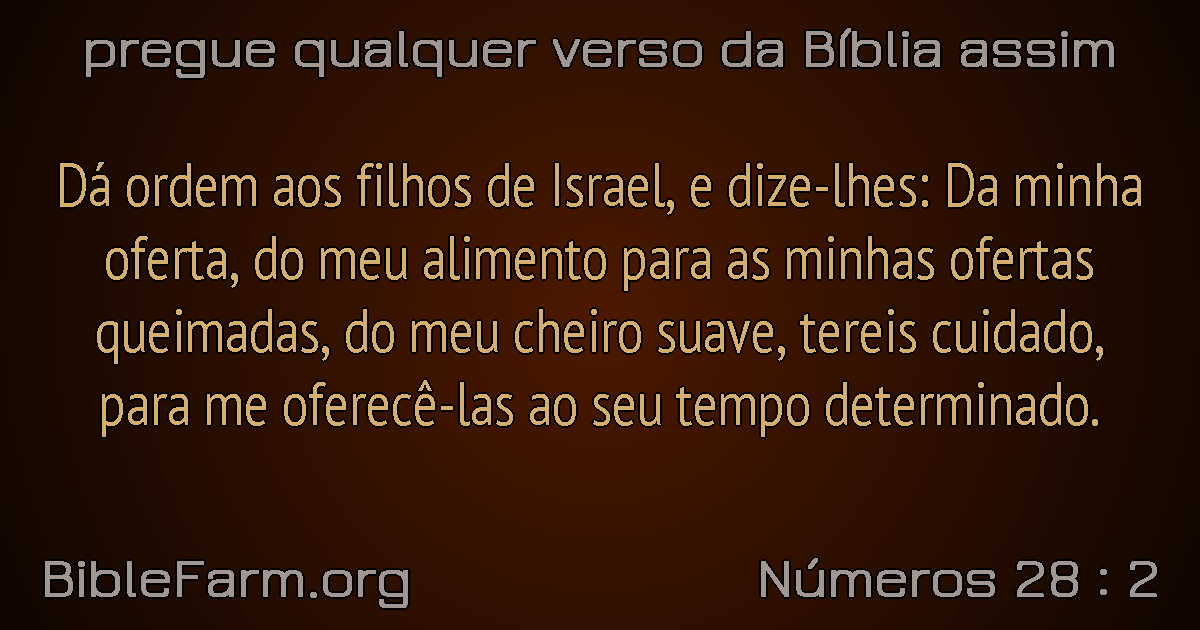 pregue qualquer verso da Bíblia assim
Dá ordem aos filhos de Israel, e dize-lhes: Da minha
oferta, do meu alimento para as minhas ofertas
queimadas, do meu cheiro suave, tereis cuidado,
para me oferecê-las ao seu tempo determinado.
BibleFarm.org
Números 28 : 2